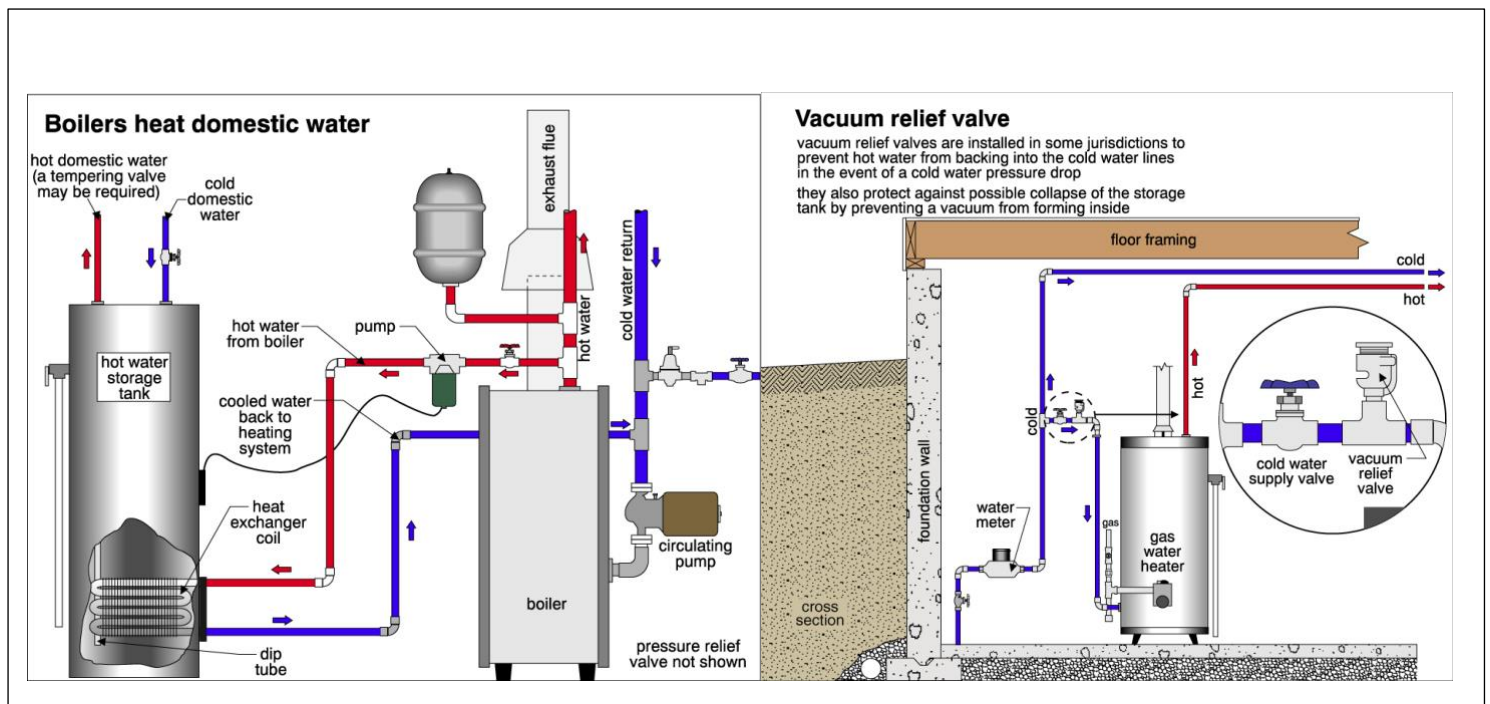 Boilers heat domestic water
hot domestic water
(a tempering valve
may be required)
cold
domestic
water
exhaust flue
hot water
cold water return
hot water
from boiler
pump
hot water
storage
tank
cooled water
back to
heating
system
heat
exchanger
coil
circulating
pump
boiler
dip
tube
pressure relief
valve not shown
Vacuum relief valve
vacuum relief valves are installed in some jurisdictions to
prevent hot water from backing into the cold water lines
in the event of a cold water pressure drop
they also protect against possible collapse of the storage
tank by preventing a vacuum from forming inside
floor framing
cold
hot
hot
cold
cold water
supply valve
vacuum
relief
valve
foundation wall
water
meter
gas
gas
water
heater
cross
section